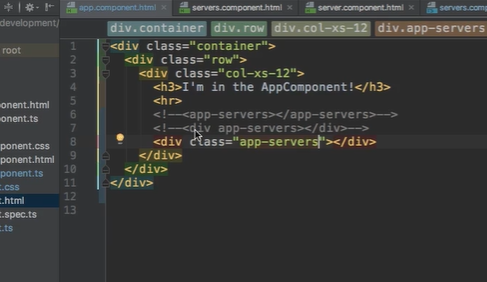 app.component.html servers.component.html server.component.html servers.comp
development/
div.container div.row div.col-xs-12 div.app-servers
root
1 <div class="container">
2 <div class="row">
3 <div class="col-xs-12">
4 <h3>I'm in the AppComponent!</h3>
5 <hr>
6 <!--<app-servers></app-servers>-->
7 <!--<div app-servers></div>-->
8 <div class="app-servers"></div>
9 </div>
10 </div>
11 </div>
12
13
ponent.html
onent.ts
onent.css
onent.html
ponent.ts
t.css
t.html
t.spec.ts
t.ts